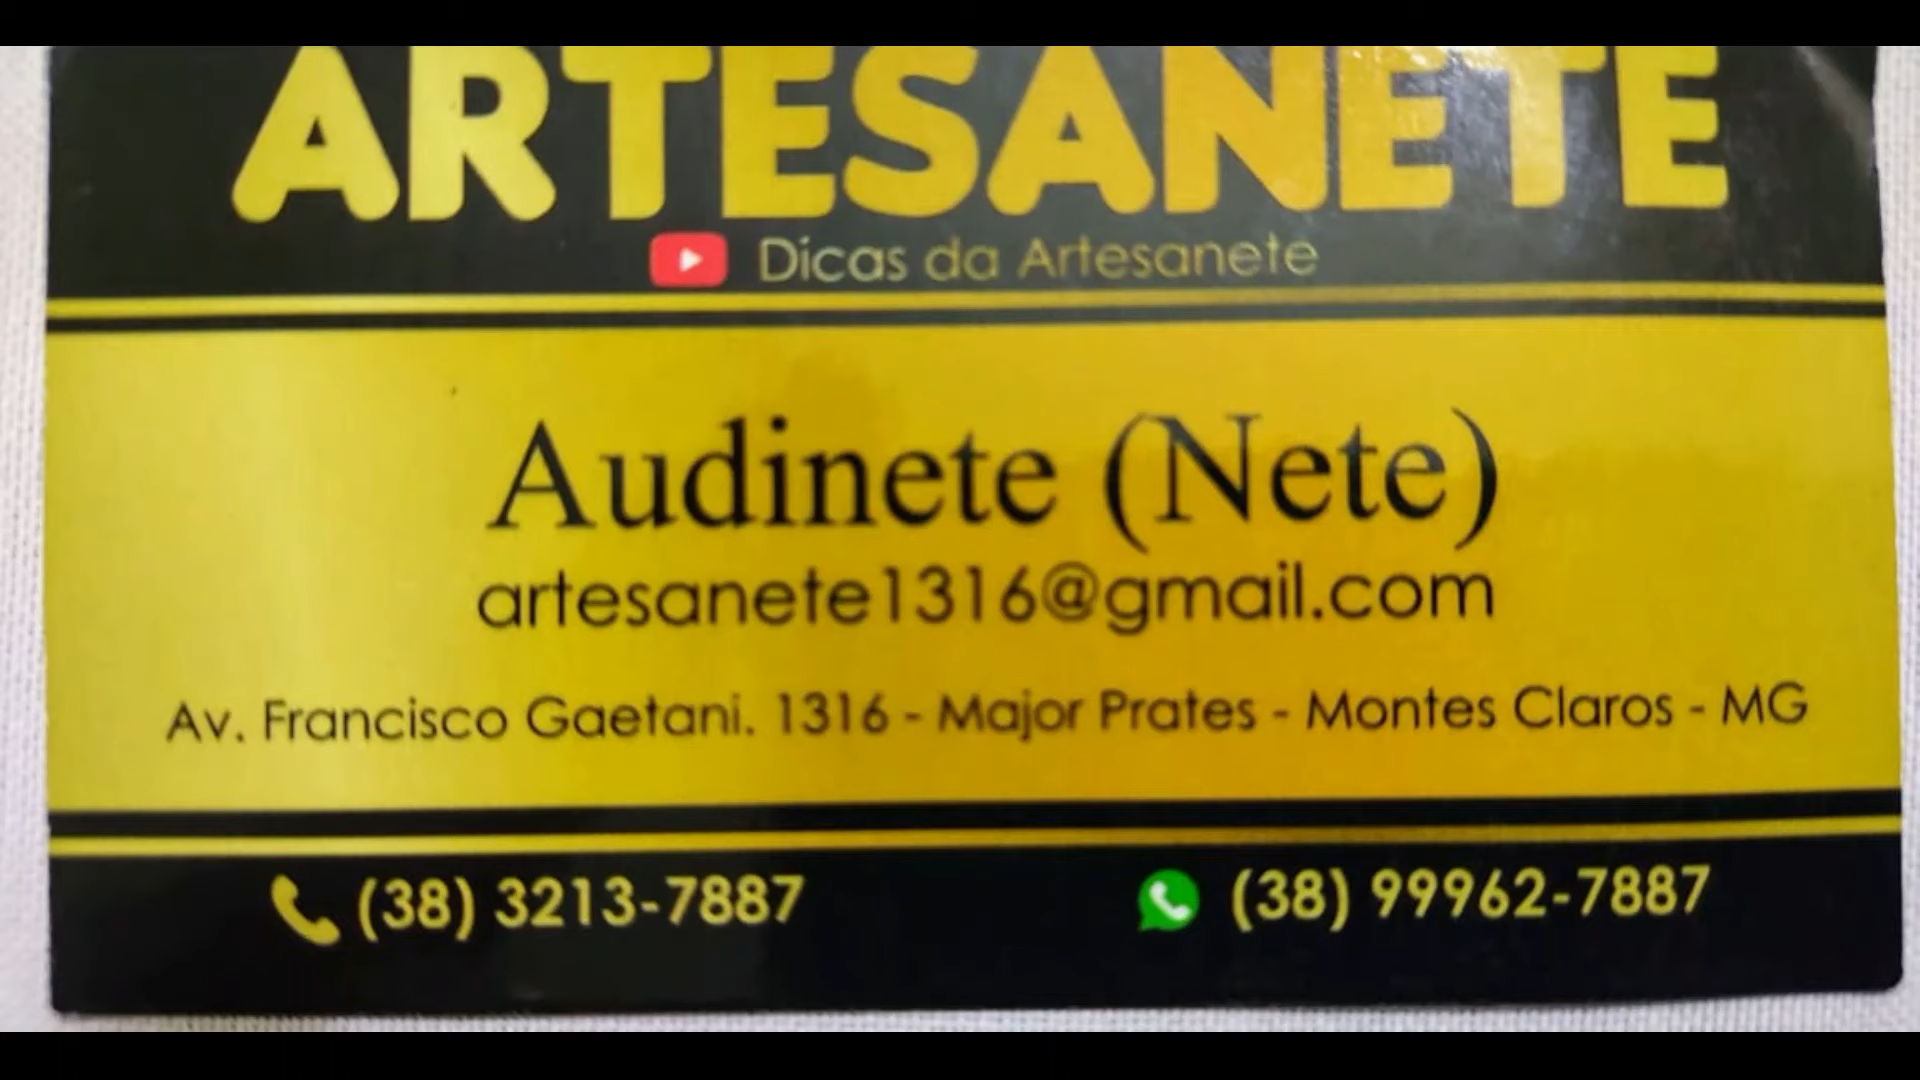 ARTESANETE
Dicas da Artesanete
Audinete (Nete)
artesanete1316@gmail.com
Av. Francisco Gaetani. 1316 - Major Prates - Montes Claros - MG
(38) 3213-7887
(38) 99962-7887